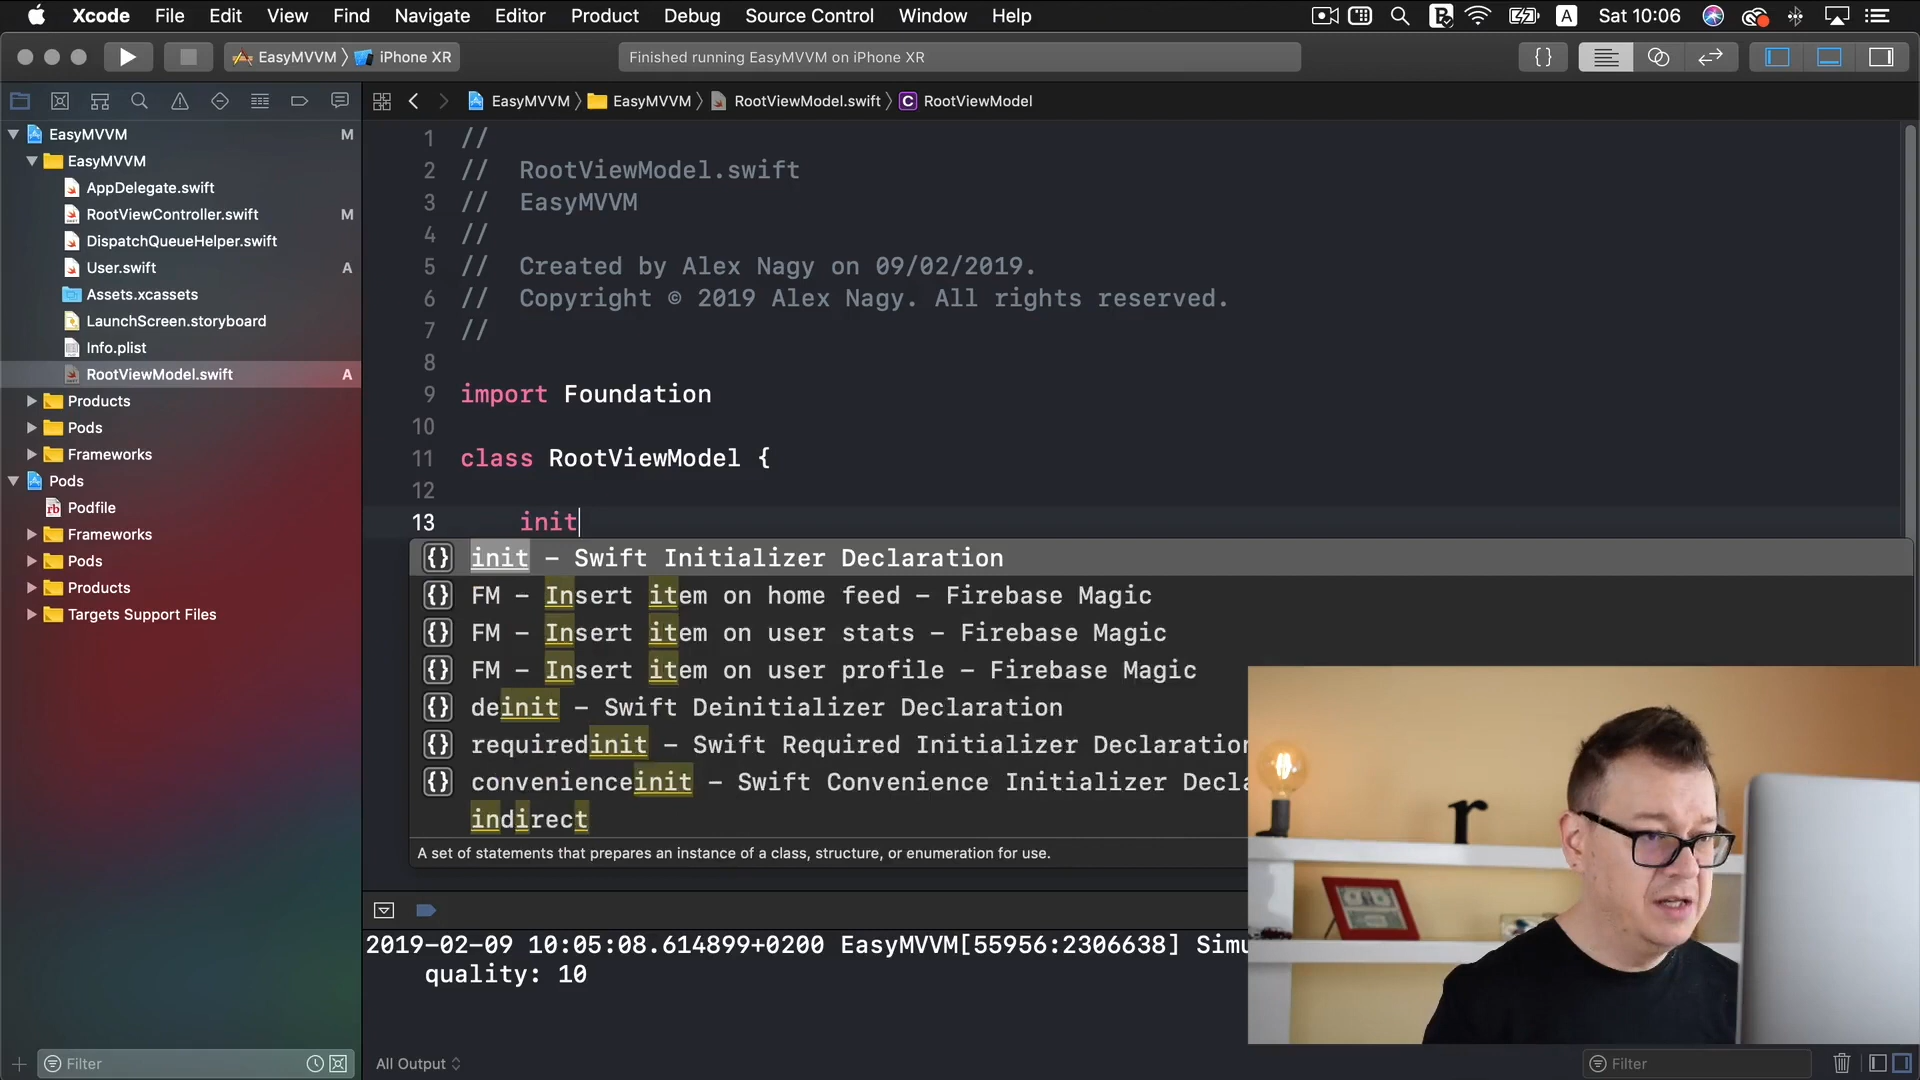 Xcode File Edit View Find Navigate Editor Product Debug Source Control Window Help A Sat 10:06
EasyMVVM iPhone XR Finished running EasyMVVM on iPhone XR {}
EasyMVVM EasyMVVM RootViewModel.swift C RootViewModel
EasyMVVM M
EasyMVVM
AppDelegate.swift
RootViewController.swift M
DispatchQueueHelper.swift
User.swift A
Assets.xcassets
LaunchScreen.storyboard
Info.plist
RootViewModel.swift A
Products
Pods
Frameworks
Pods
Podfile
Frameworks
Pods
Products
Targets Support Files
Filter
1 //
2 // RootViewModel.swift
3 // EasyMVVM
4 //
5 // Created by Alex Nagy on 09/02/2019.
6 // Copyright © 2019 Alex Nagy. All rights reserved.
7 //
8
9 import Foundation
10
11 class RootViewModel {
12
13 init
{} init – Swift Initializer Declaration
{} FM – Insert item on home feed – Firebase Magic
{} FM – Insert item on user stats – Firebase Magic
{} FM – Insert item on user profile – Firebase Magic
{} deinit – Swift Deinitializer Declaration
{} requiredinit – Swift Required Initializer Declaration
{} convenienceinit – Swift Convenience Initializer Decla
indirect
A set of statements that prepares an instance of a class, structure, or enumeration for use.
2019-02-09 10:05:08.614899+0200 EasyMVVM[55956:2306638] Simu
quality: 10
All Output
Filter
r